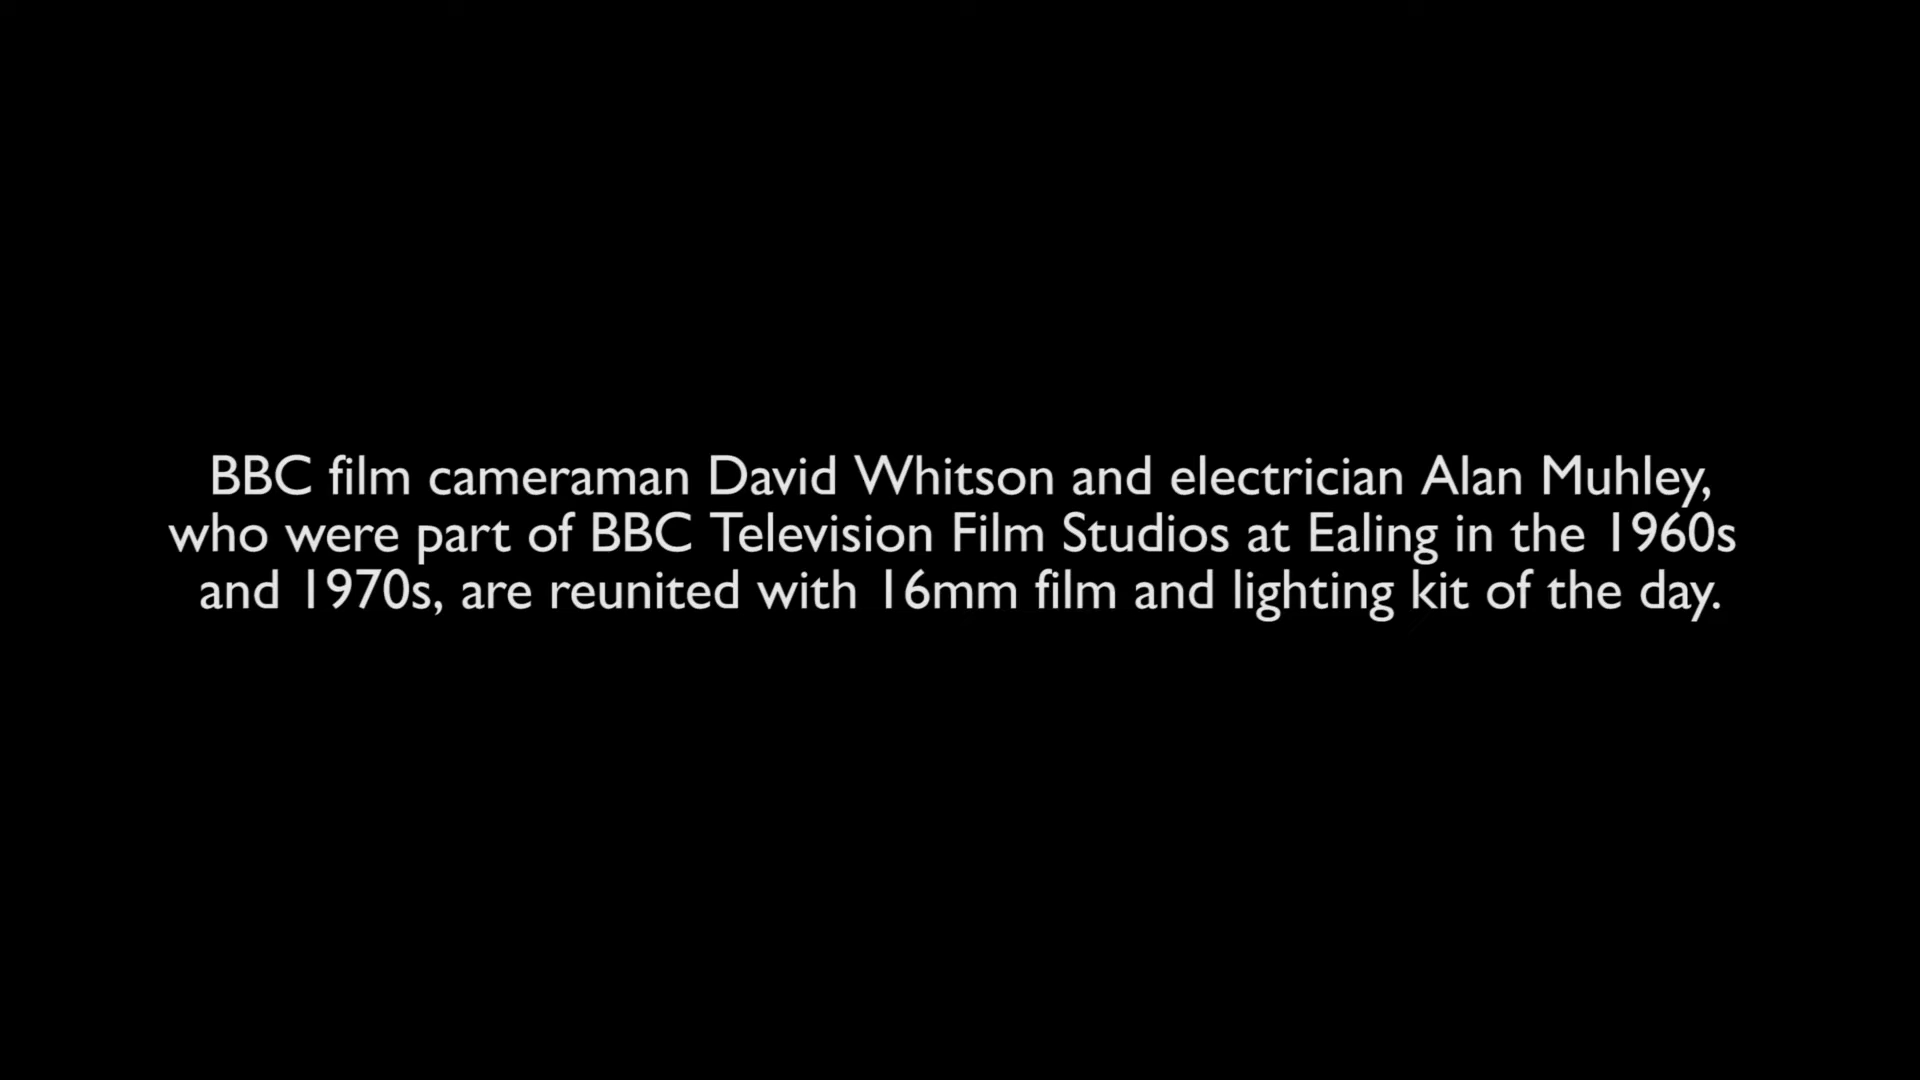 BBC film cameraman David Whitson and electrician Alan Muhley,
who were part of BBC Television Film Studios at Ealing in the 1960s
and 1970s, are reunited with 16mm film and lighting kit of the day.